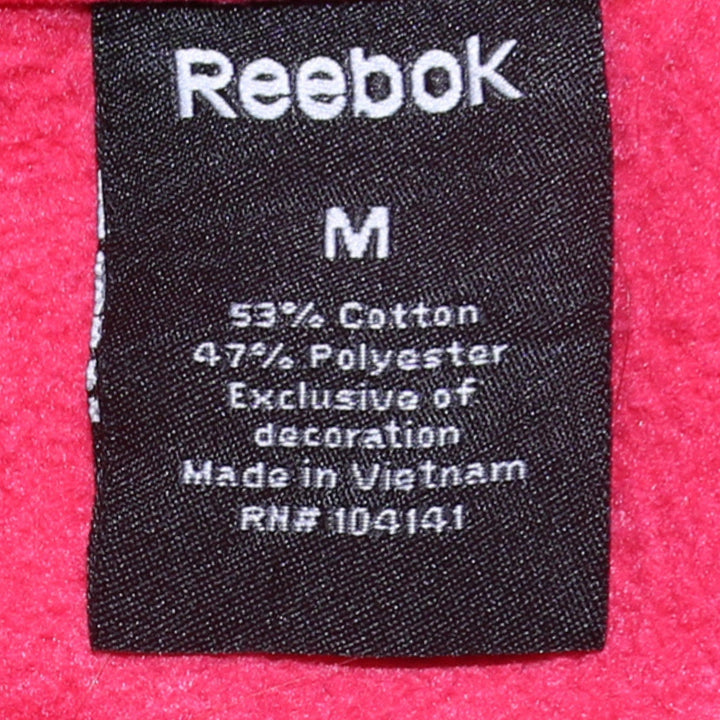 Reebok
M
53% Cotton
47% Polyester
Exclusive of
decoration
Made in Vietnam
RN# 104141